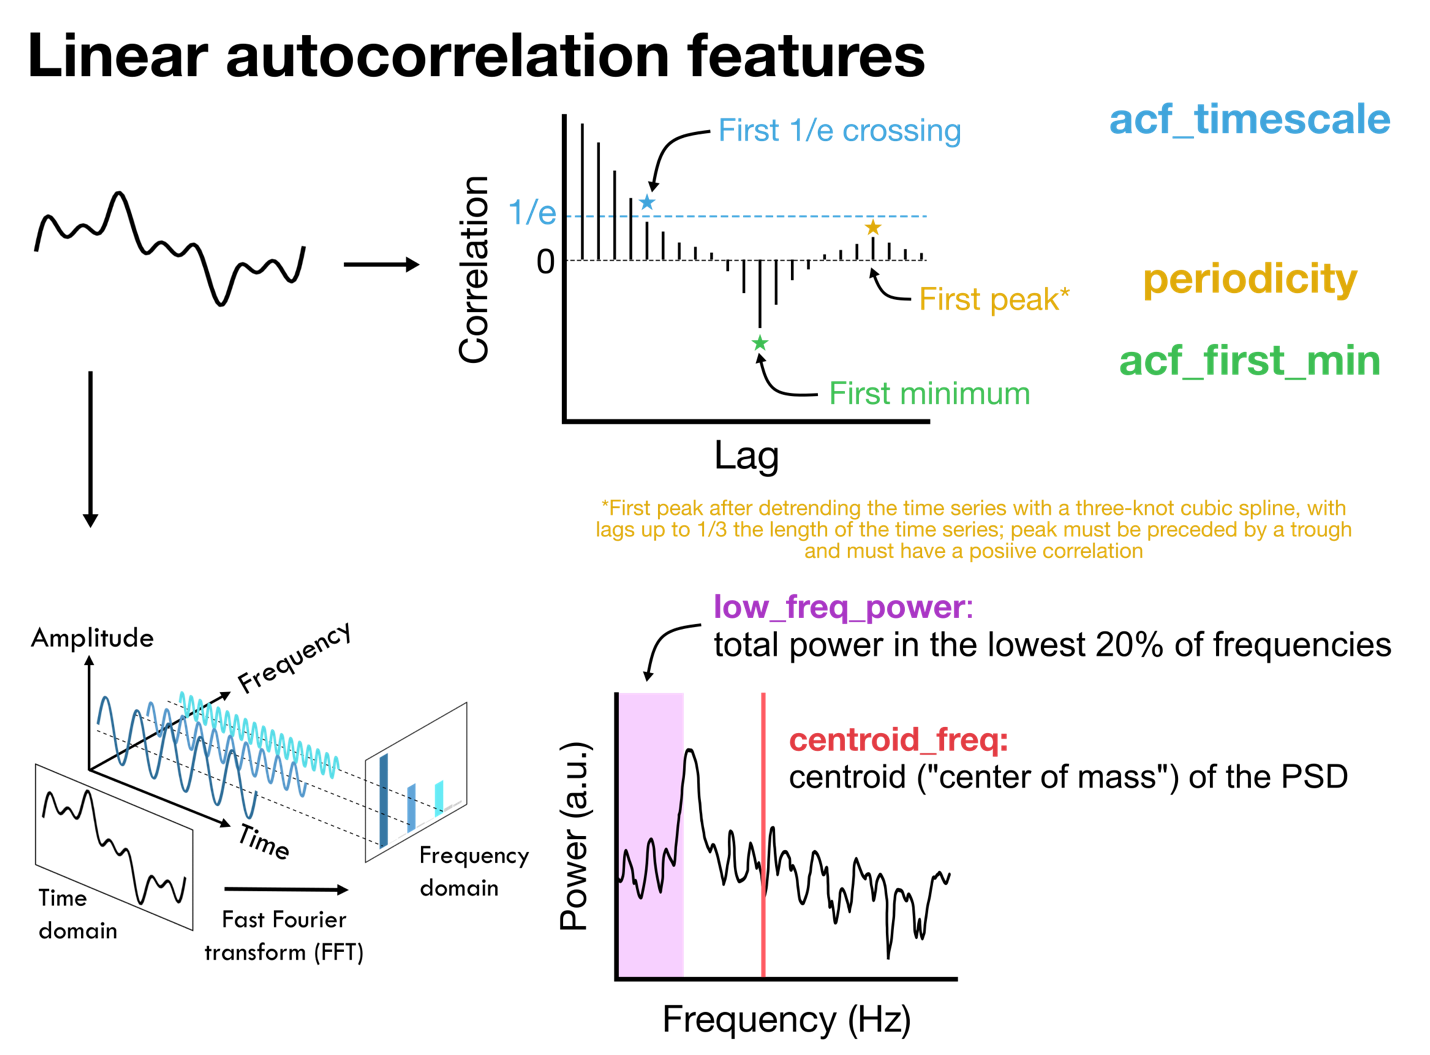 Linear autocorrelation features
First 1/e crossing
acf_timescale
Correlation
1/e
0
First peak*
periodicity
acf_first_min
First minimum
Lag
*First peak after detrending the time series with a three-knot cubic spline, with
lags up to 1/3 the length of the time series; peak must be preceded by a trough
and must have a posiive correlation
low_freq_power:
total power in the lowest 20% of frequencies
Amplitude
Frequency
Time
Time
domain
Frequency
domain
Fast Fourier
transform (FFT)
centroid_freq:
centroid ("center of mass") of the PSD
Power (a.u.)
Frequency (Hz)